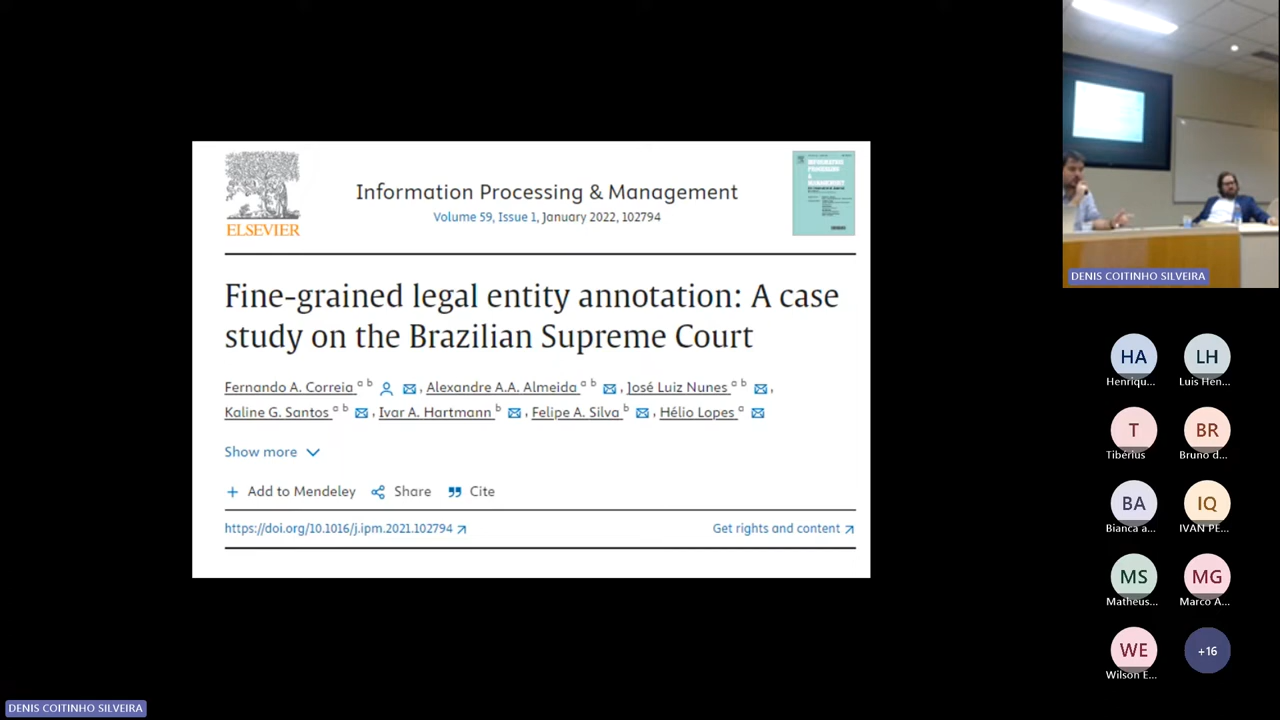 ELSEVIER
Information Processing & Management
Volume 59, Issue 1, January 2022, 102794
INFORMATION
PROCESSING
&
MANAGEMENT
Fine-grained legal entity annotation: A case
study on the Brazilian Supreme Court
Fernando A. Correia a b , Alexandre A.A. Almeida a b , José Luiz Nunes a b ,
Kaline G. Santos a b , Ivar A. Hartmann b , Felipe A. Silva b , Hélio Lopes a
Show more
Add to Mendeley Share Cite
https://doi.org/10.1016/j.ipm.2021.102794 Get rights and content
DENIS COITINHO SILVEIRA
HA LH
Henriqu... Luis Hen...
T BR
Tibérius Bruno d...
BA IQ
Bianca a... IVAN PE...
MS MG
Matheus... Marco A...
WE +16
Wilson E...
DENIS COITINHO SILVEIRA